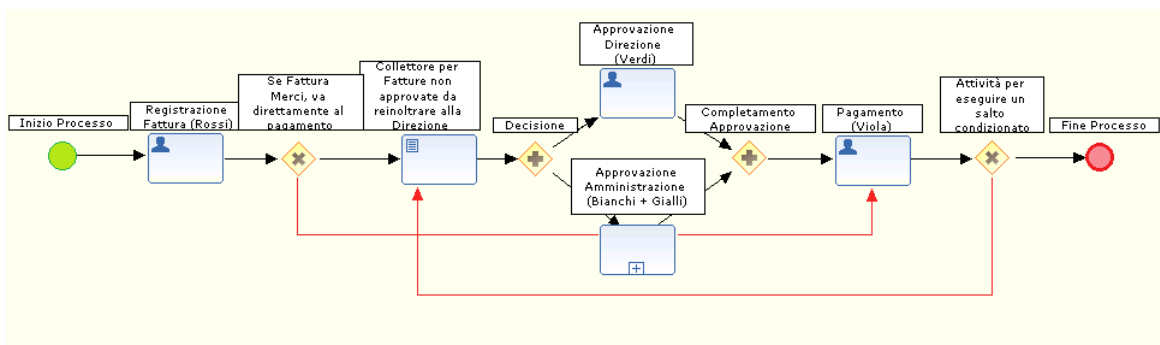 Inizio Processo
Registrazione
Fattura (Rossi)
Se Fattura
Merci, va
direttamente al
pagamento
Collettore per
Fatture non
approvate da
reinoltrare alla
Direzione
Decisione
Approvazione
Direzione
(Verdi)
Approvazione
Amministrazione
(Bianchi + Gialli)
Completamento
Approvazione
Pagamento
(Viola)
Attività per
eseguire un
salto
condizionato
Fine Processo